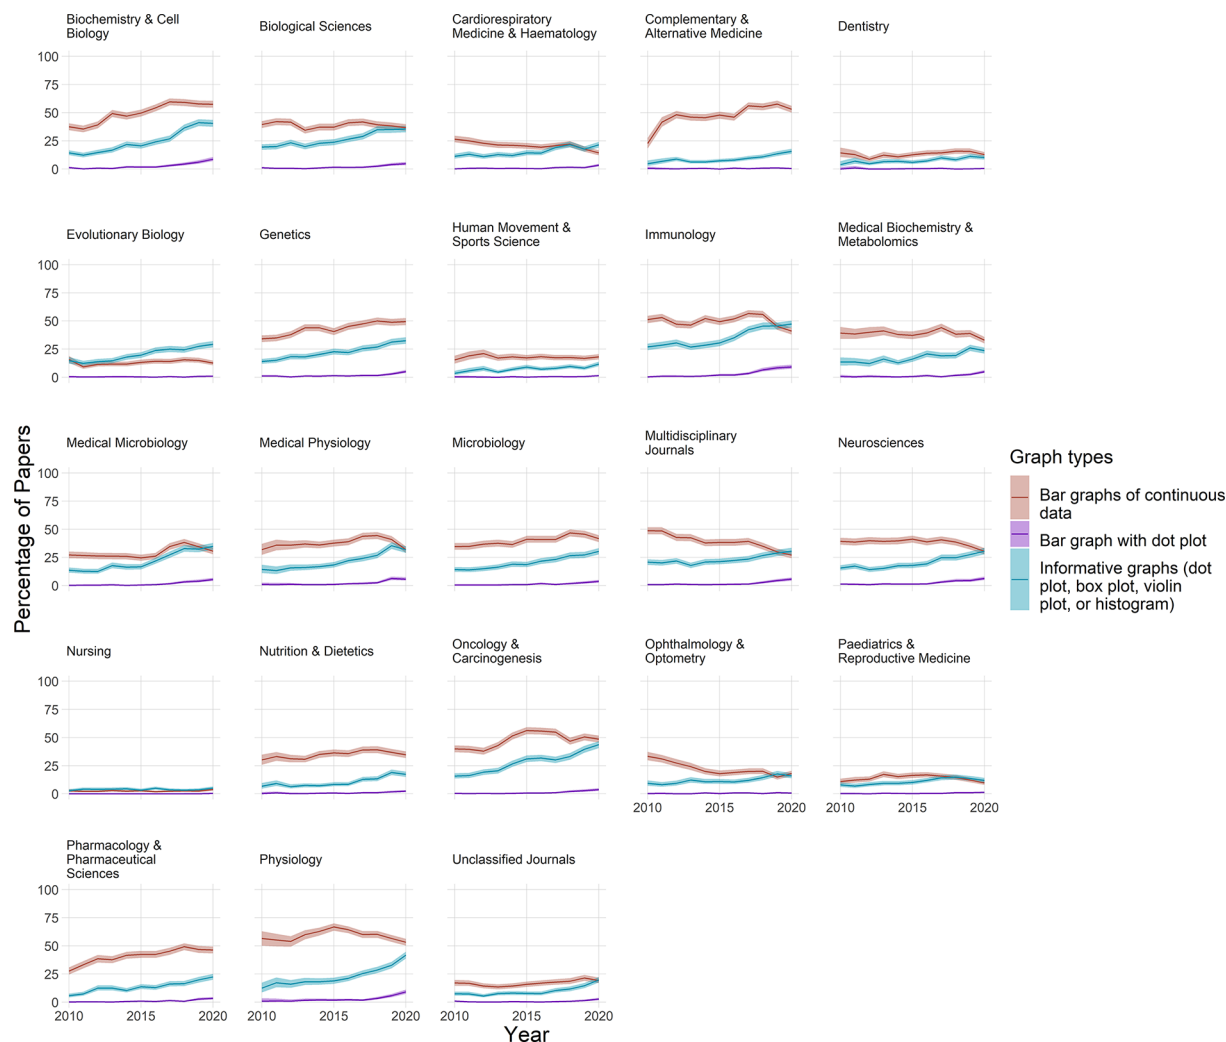 Biochemistry & Cell
Biology
Biological Sciences
Cardiorespiratory
Medicine & Haematology
Complementary &
Alternative Medicine
Dentistry
100
75
50
25
0
Evolutionary Biology
Genetics
Human Movement &
Sports Science
Immunology
Medical Biochemistry &
Metabolomics
100
75
50
25
0
Medical Microbiology
Medical Physiology
Microbiology
Multidisciplinary
Journals
Neurosciences
100
75
50
25
0
Percentage of Papers
Graph types
Bar graphs of continuous
data
Bar graph with dot plot
Informative graphs (dot
plot, box plot, violin
plot, or histogram)
Nursing
Nutrition & Dietetics
Oncology &
Carcinogenesis
Ophthalmology &
Optometry
Paediatrics &
Reproductive Medicine
100
75
50
25
0
2010 2015 2020
2010 2015 2020
Pharmacology &
Pharmaceutical
Sciences
Physiology
Unclassified Journals
100
75
50
25
0
2010 2015 2020
2010 2015 2020
2010 2015 2020
Year